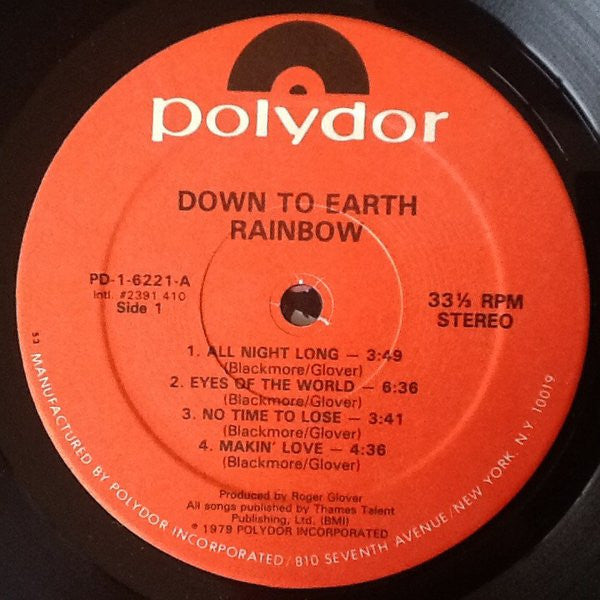 polydor
DOWN TO EARTH
RAINBOW
PD-1-6221-A
Intl. #2391 410
Side 1
33⅓ RPM
STEREO
1. ALL NIGHT LONG — 3:49
(Blackmore/Glover)
2. EYES OF THE WORLD — 6:36
(Blackmore/Glover)
3. NO TIME TO LOSE — 3:41
(Blackmore/Glover)
4. MAKIN' LOVE — 4:36
(Blackmore/Glover)
Produced by Roger Glover
All songs published by Thames Talent
Publishing, Ltd. (BMI)
℗ 1979 POLYDOR INCORPORATED
53 MANUFACTURED BY POLYDOR INCORPORATED / 810 SEVENTH AVENUE / NEW YORK, N.Y. 10019